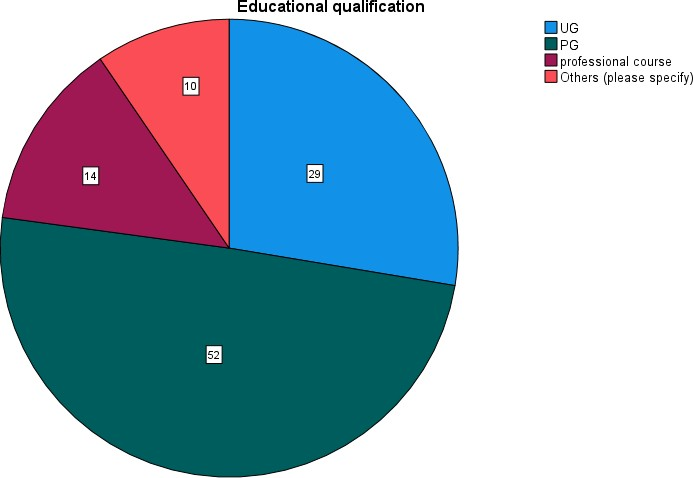 Educational qualification
UG
PG
professional course
Others (please specify)
10
29
14
52